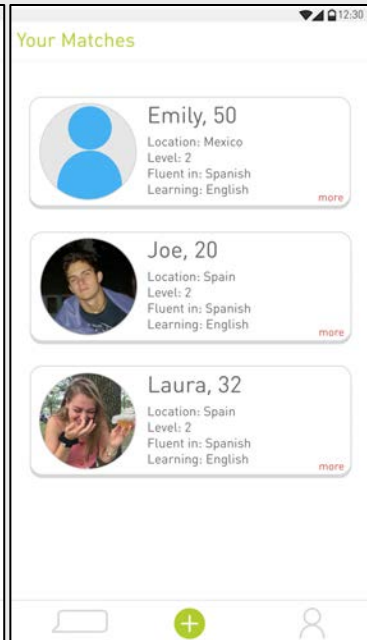 12:30
Your Matches
Emily, 50
Location: Mexico
Level: 2
Fluent in: Spanish
Learning: English
more
Joe, 20
Location: Spain
Level: 2
Fluent in: Spanish
Learning: English
more
Laura, 32
Location: Spain
Level: 2
Fluent in: Spanish
Learning: English
more